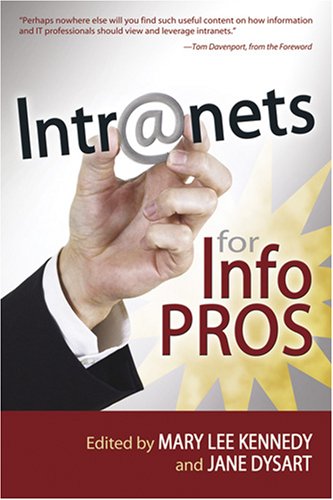 “Perhaps nowhere else will you find such useful content on how information
and IT professionals should view and leverage intranets.”
—Tom Davenport, from the Foreword
Intr@nets
for
Info
PROS
Edited by MARY LEE KENNEDY
and JANE DYSART